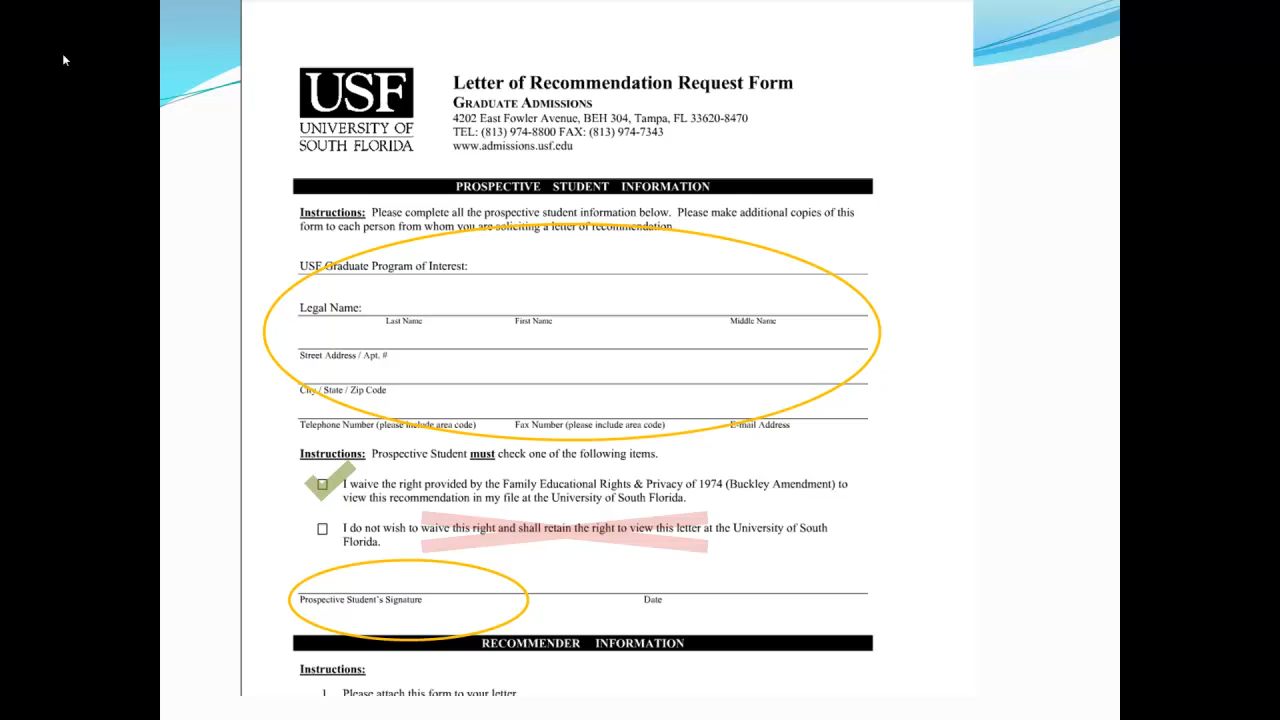 USF
UNIVERSITY OF
SOUTH FLORIDA
Letter of Recommendation Request Form
GRADUATE ADMISSIONS
4202 East Fowler Avenue, BEH 304, Tampa, FL 33620-8470
TEL: (813) 974-8800 FAX: (813) 974-7343
www.admissions.usf.edu
PROSPECTIVE STUDENT INFORMATION
Instructions: Please complete all the prospective student information below. Please make additional copies of this
form to each person from whom you are soliciting a letter of recommendation.
USF Graduate Program of Interest:
Legal Name:
Last Name First Name Middle Name
Street Address / Apt. #
City / State / Zip Code
Telephone Number (please include area code) Fax Number (please include area code) E-mail Address
Instructions: Prospective Student must check one of the following items.
I waive the right provided by the Family Educational Rights & Privacy of 1974 (Buckley Amendment) to
view this recommendation in my file at the University of South Florida.
I do not wish to waive this right and shall retain the right to view this letter at the University of South
Florida.
Prospective Student's Signature Date
RECOMMENDER INFORMATION
Instructions:
1. Please attach this form to your letter